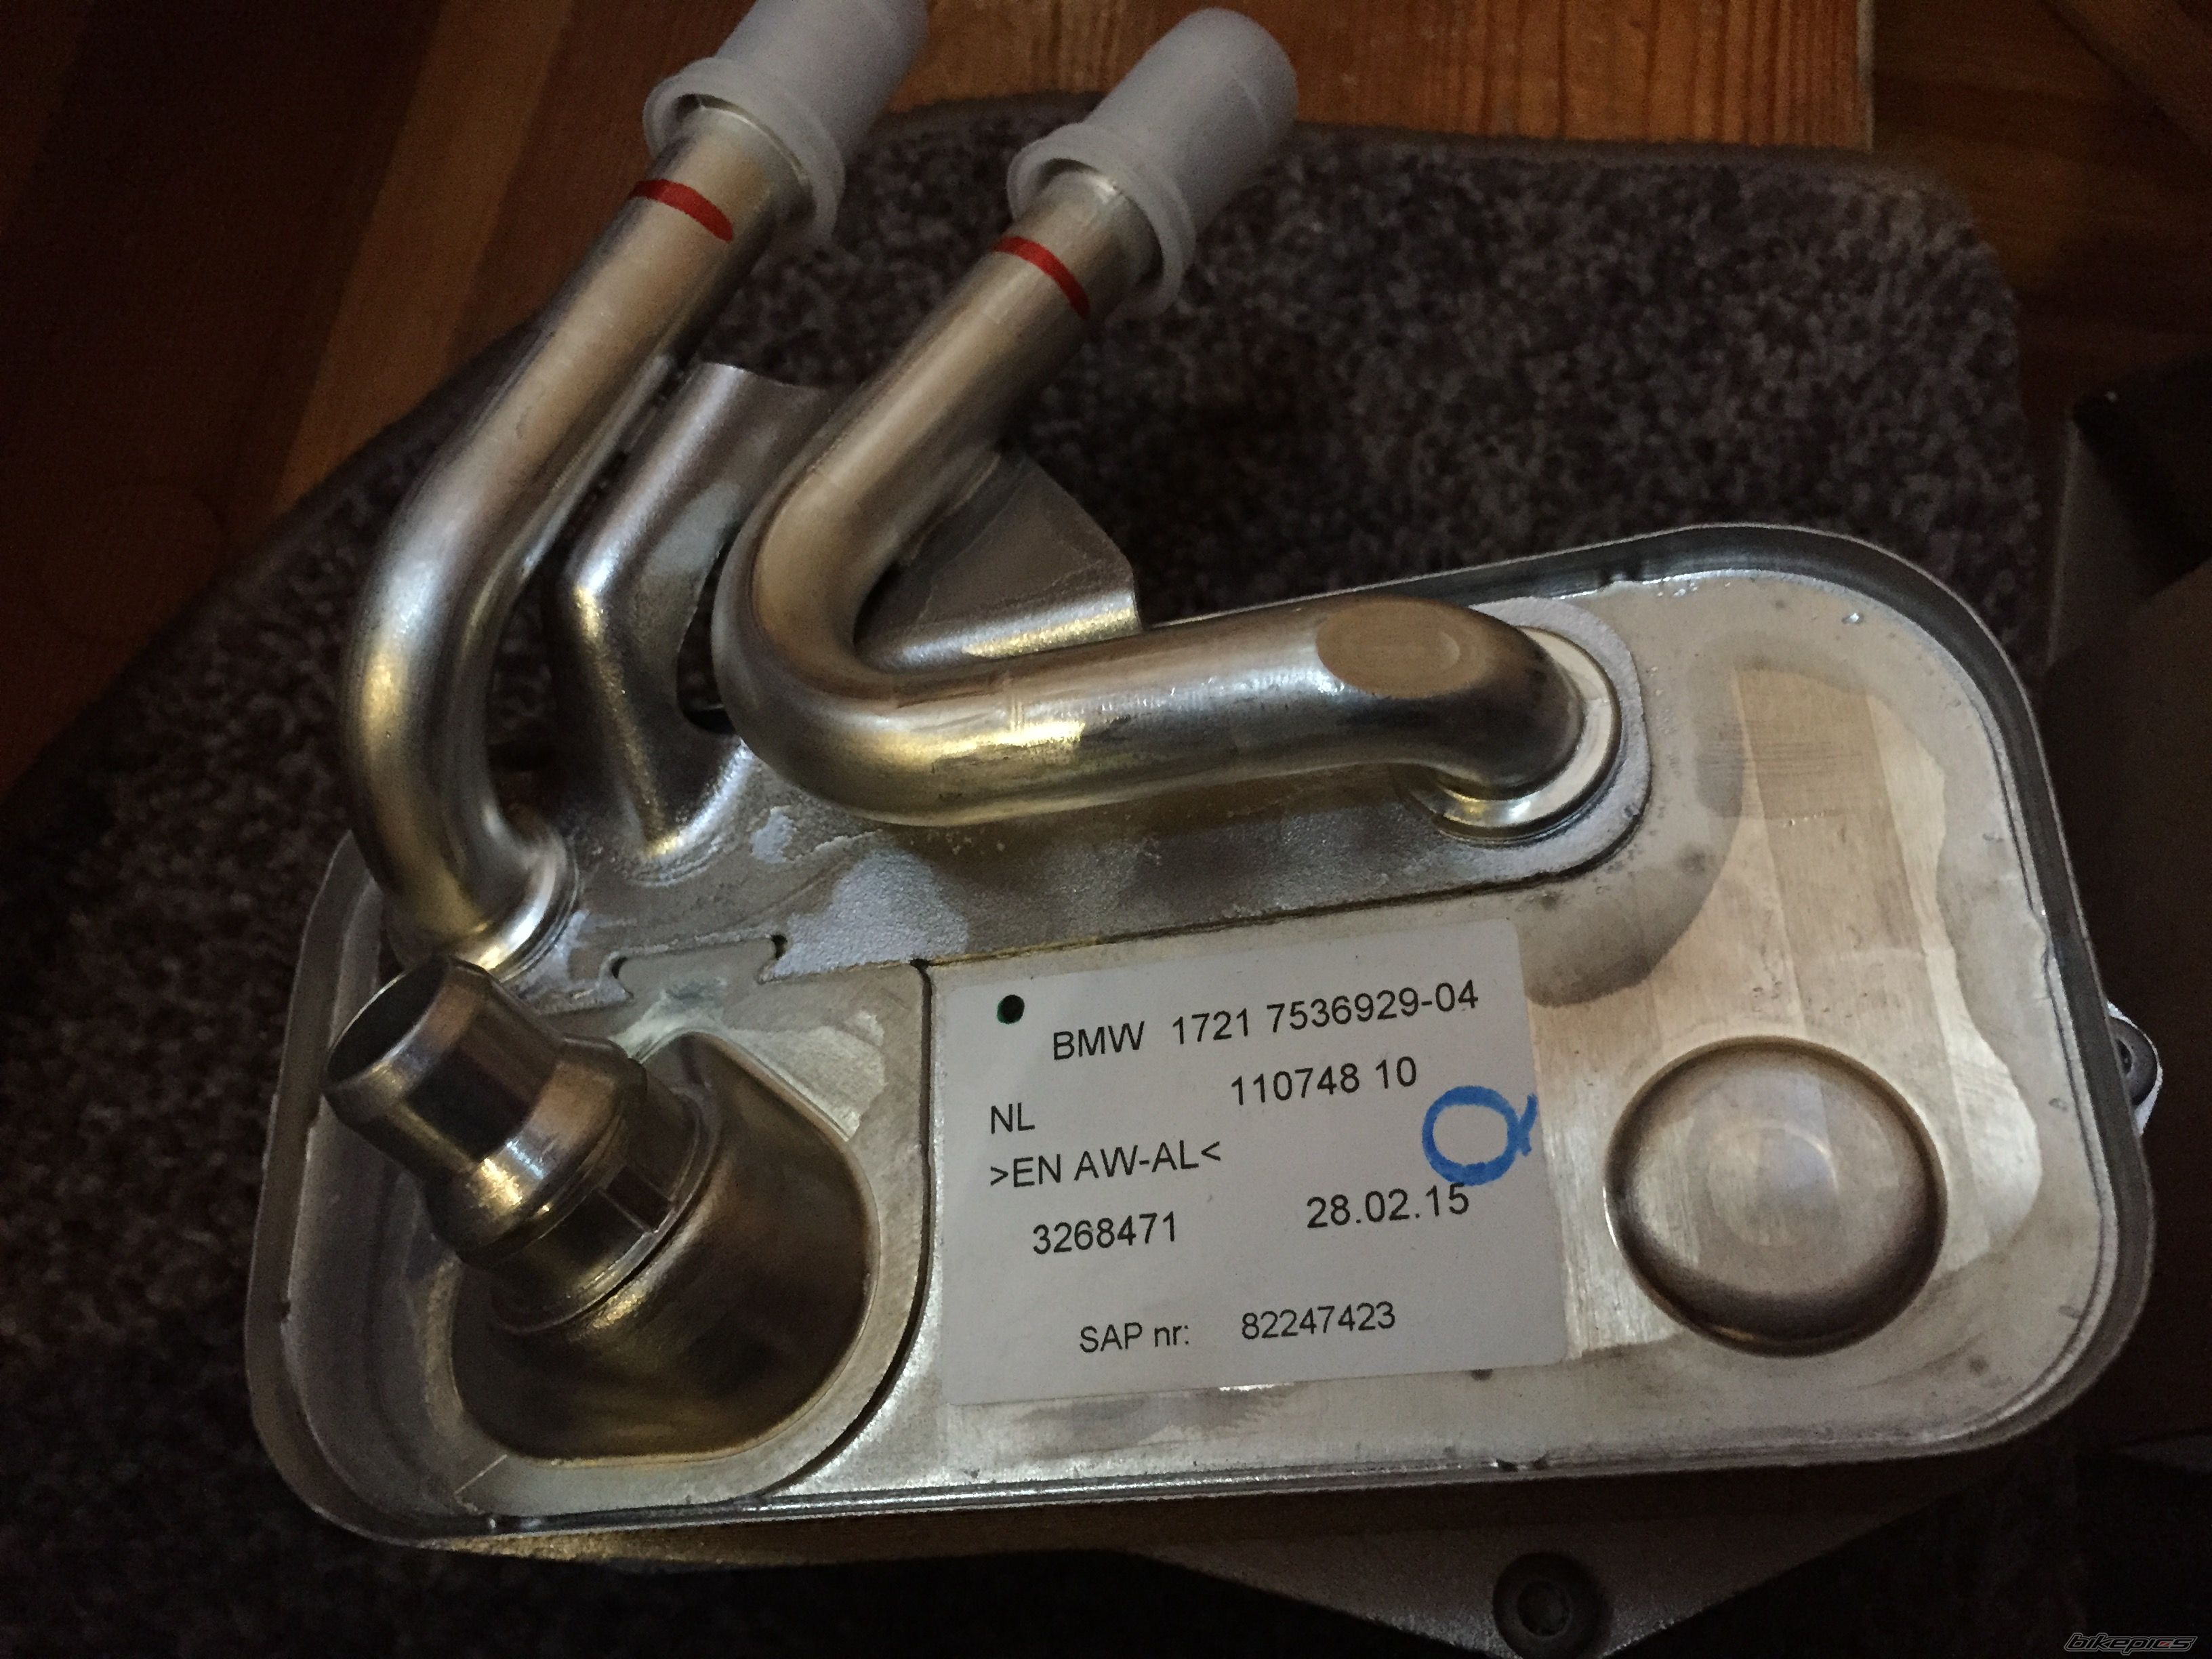 BMW 1721 7536929-04
110748 10
NL
>EN AW-AL<
3268471 28.02.15
SAP nr: 82247423
bikepics